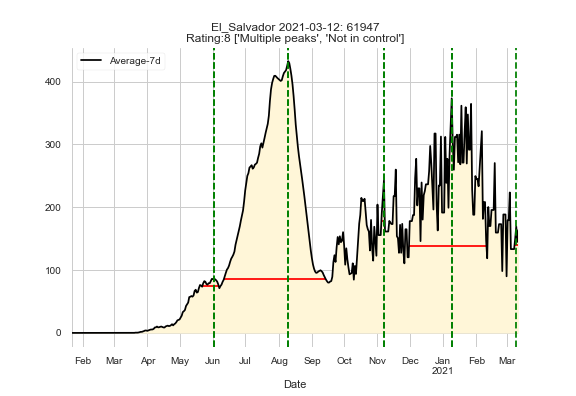 El_Salvador 2021-03-12: 61947
Rating:8 ['Multiple peaks', 'Not in control']
Average-7d
400
300
200
100
0
Feb Mar Apr May Jun Jul Aug Sep Oct Nov Dec Jan Feb Mar
2021
Date